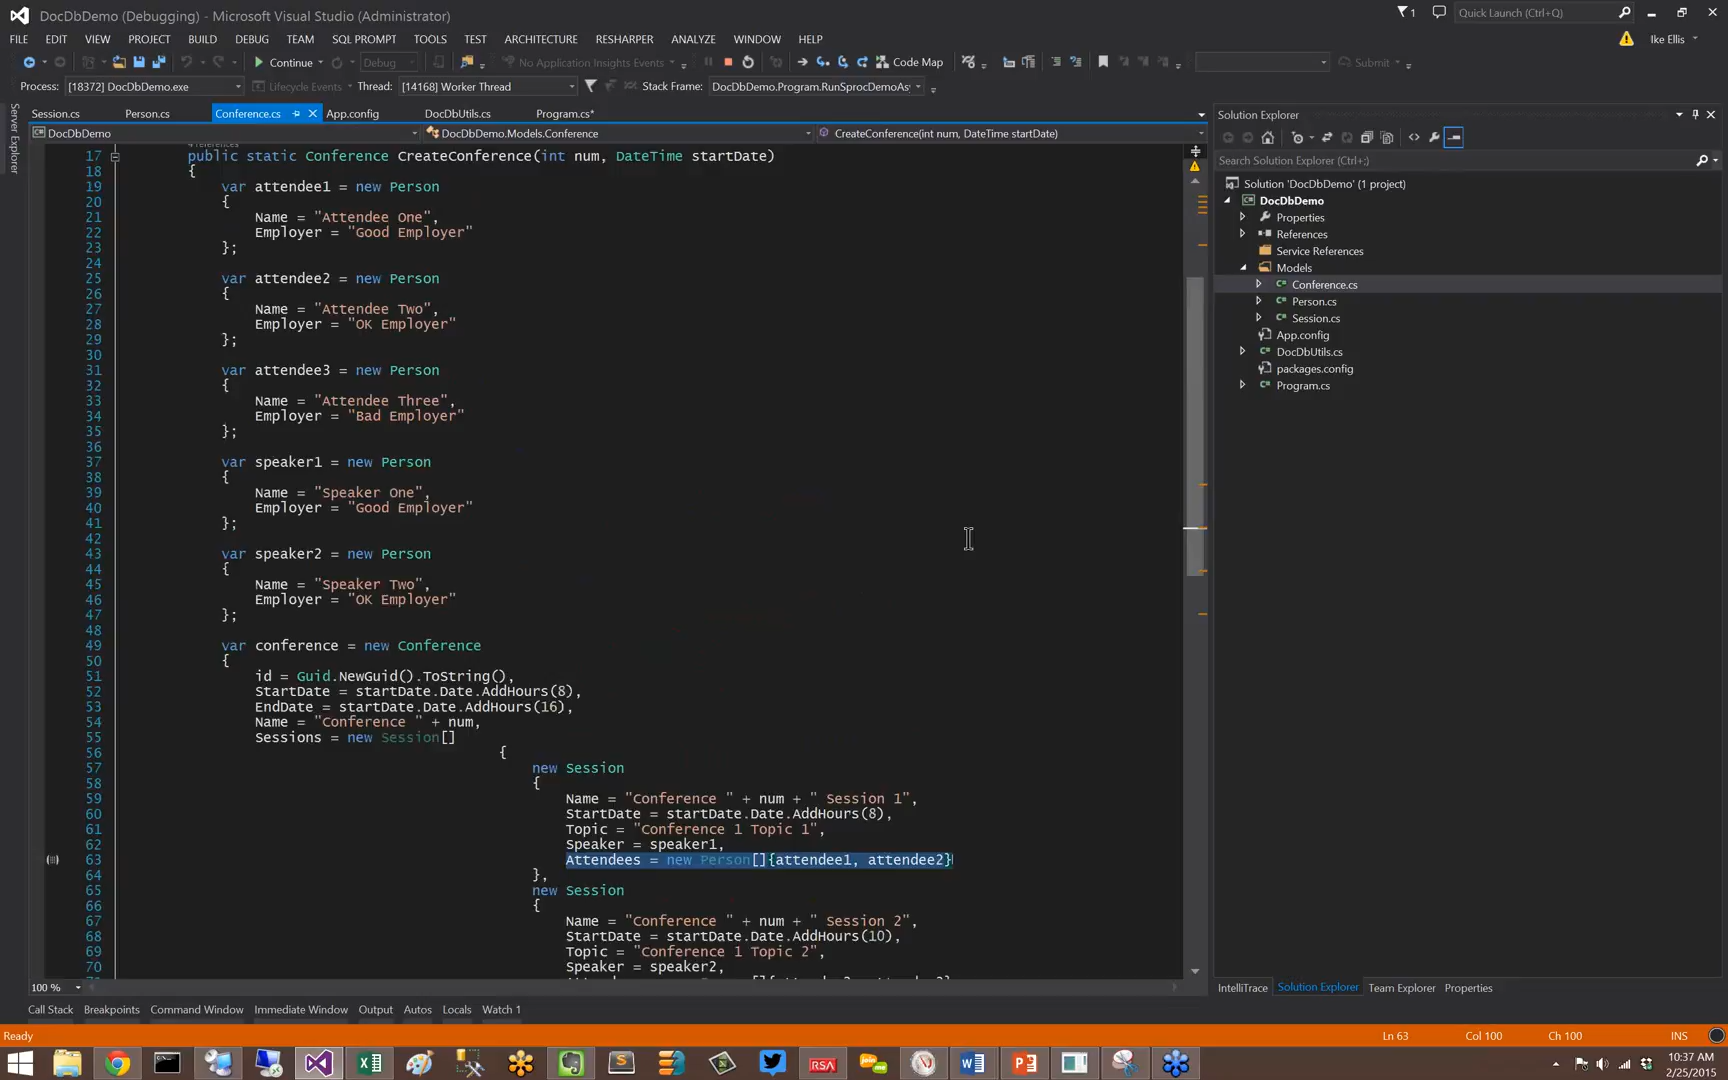 DocDbDemo (Debugging) - Microsoft Visual Studio (Administrator)
1
Quick Launch (Ctrl+Q)
FILE EDIT VIEW PROJECT BUILD DEBUG TEAM SQL PROMPT TOOLS TEST ARCHITECTURE RESHARPER ANALYZE WINDOW HELP
Ike Ellis
Continue
Debug
No Application Insights Events
Code Map
Submit
Process: [18372] DocDbDemo.exe
Lifecycle Events
Thread: [14168] Worker Thread
Stack Frame: DocDbDemo.Program.RunSprocDemoAs
Server Explorer
Session.cs Person.cs Conference.cs App.config DocDbUtils.cs Program.cs*
DocDbDemo
DocDbDemo.Models.Conference
CreateConference(int num, DateTime startDate)
4 references
17 public static Conference CreateConference(int num, DateTime startDate)
18 {
19 var attendee1 = new Person
20 {
21 Name = "Attendee One",
22 Employer = "Good Employer"
23 };
24
25 var attendee2 = new Person
26 {
27 Name = "Attendee Two",
28 Employer = "OK Employer"
29 };
30
31 var attendee3 = new Person
32 {
33 Name = "Attendee Three",
34 Employer = "Bad Employer"
35 };
36
37 var speaker1 = new Person
38 {
39 Name = "Speaker One",
40 Employer = "Good Employer"
41 };
42
43 var speaker2 = new Person
44 {
45 Name = "Speaker Two",
46 Employer = "OK Employer"
47 };
48
49 var conference = new Conference
50 {
51 id = Guid.NewGuid().ToString(),
52 StartDate = startDate.Date.AddHours(8),
53 EndDate = startDate.Date.AddHours(16),
54 Name = "Conference " + num,
55 Sessions = new Session[]
56 {
57 new Session
58 {
59 Name = "Conference " + num + " Session 1",
60 StartDate = startDate.Date.AddHours(8),
61 Topic = "Conference 1 Topic 1",
62 Speaker = speaker1,
63 Attendees = new Person[]{attendee1, attendee2}
64 },
65 new Session
66 {
67 Name = "Conference " + num + " Session 2",
68 StartDate = startDate.Date.AddHours(10),
69 Topic = "Conference 1 Topic 2",
70 Speaker = speaker2,
100 %
Solution Explorer
Search Solution Explorer (Ctrl+;)
Solution 'DocDbDemo' (1 project)
DocDbDemo
Properties
References
Service References
Models
Conference.cs
Person.cs
Session.cs
App.config
DocDbUtils.cs
packages.config
Program.cs
IntelliTrace Solution Explorer Team Explorer Properties
Call Stack Breakpoints Command Window Immediate Window Output Autos Locals Watch 1
Ready
Ln 63 Col 100 Ch 100 INS
RSA
join.me
10:37 AM
2/25/2015